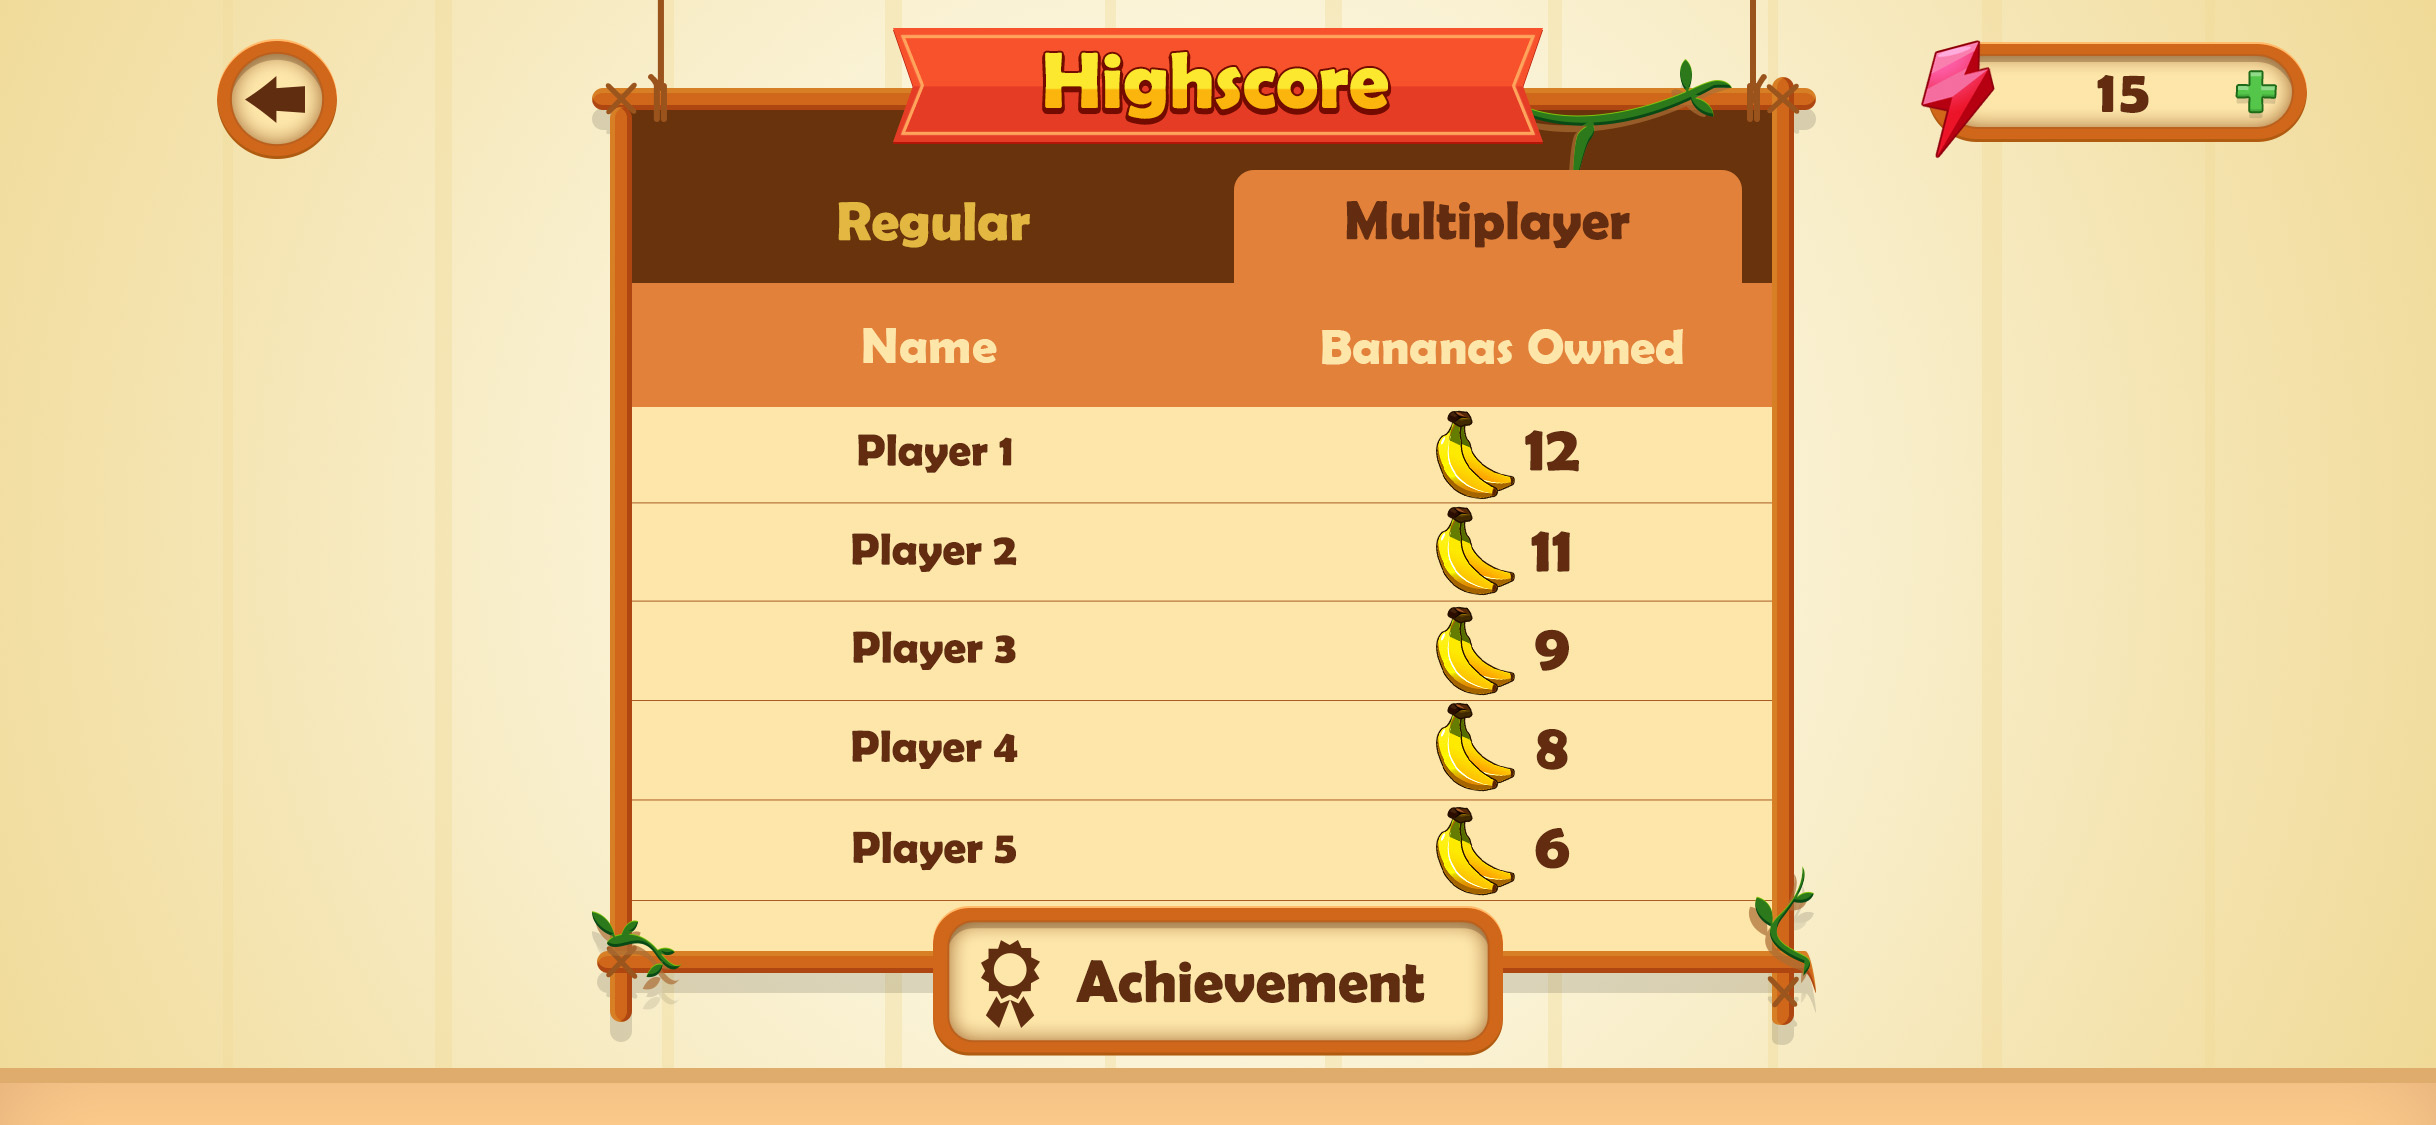 Highscore
15
Regular
Multiplayer
Name
Bananas Owned
Player 1
12
Player 2
11
Player 3
9
Player 4
8
Player 5
6
Achievement